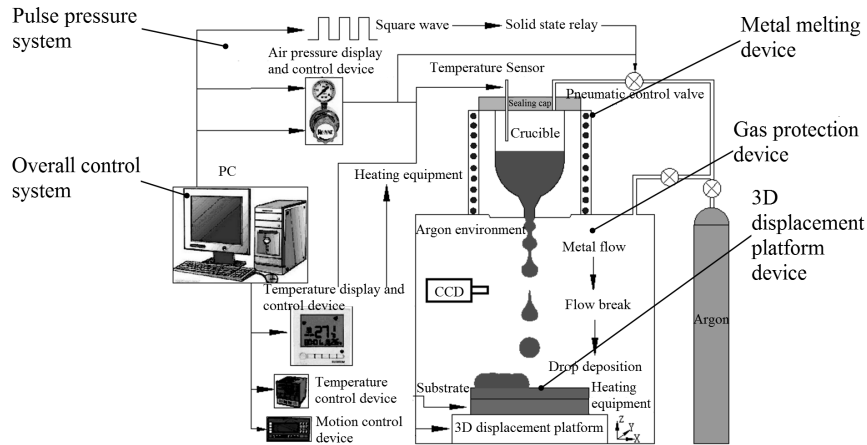 Pulse pressure
system
Square wave
Solid state relay
Air pressure display
and control device
Temperature Sensor
Metal melting
device
Pneumatic control valve
Sealing cap
Crucible
Gas protection
device
Overall control
system
PC
Heating equipment
Argon environment
Metal flow
3D
displacement
platform
device
CCD
Flow break
Temperature display and
control device
Argon
Drop deposition
Substrate
Heating
equipment
Temperature
control device
Motion control
device
3D displacement platform
Z
Y
X